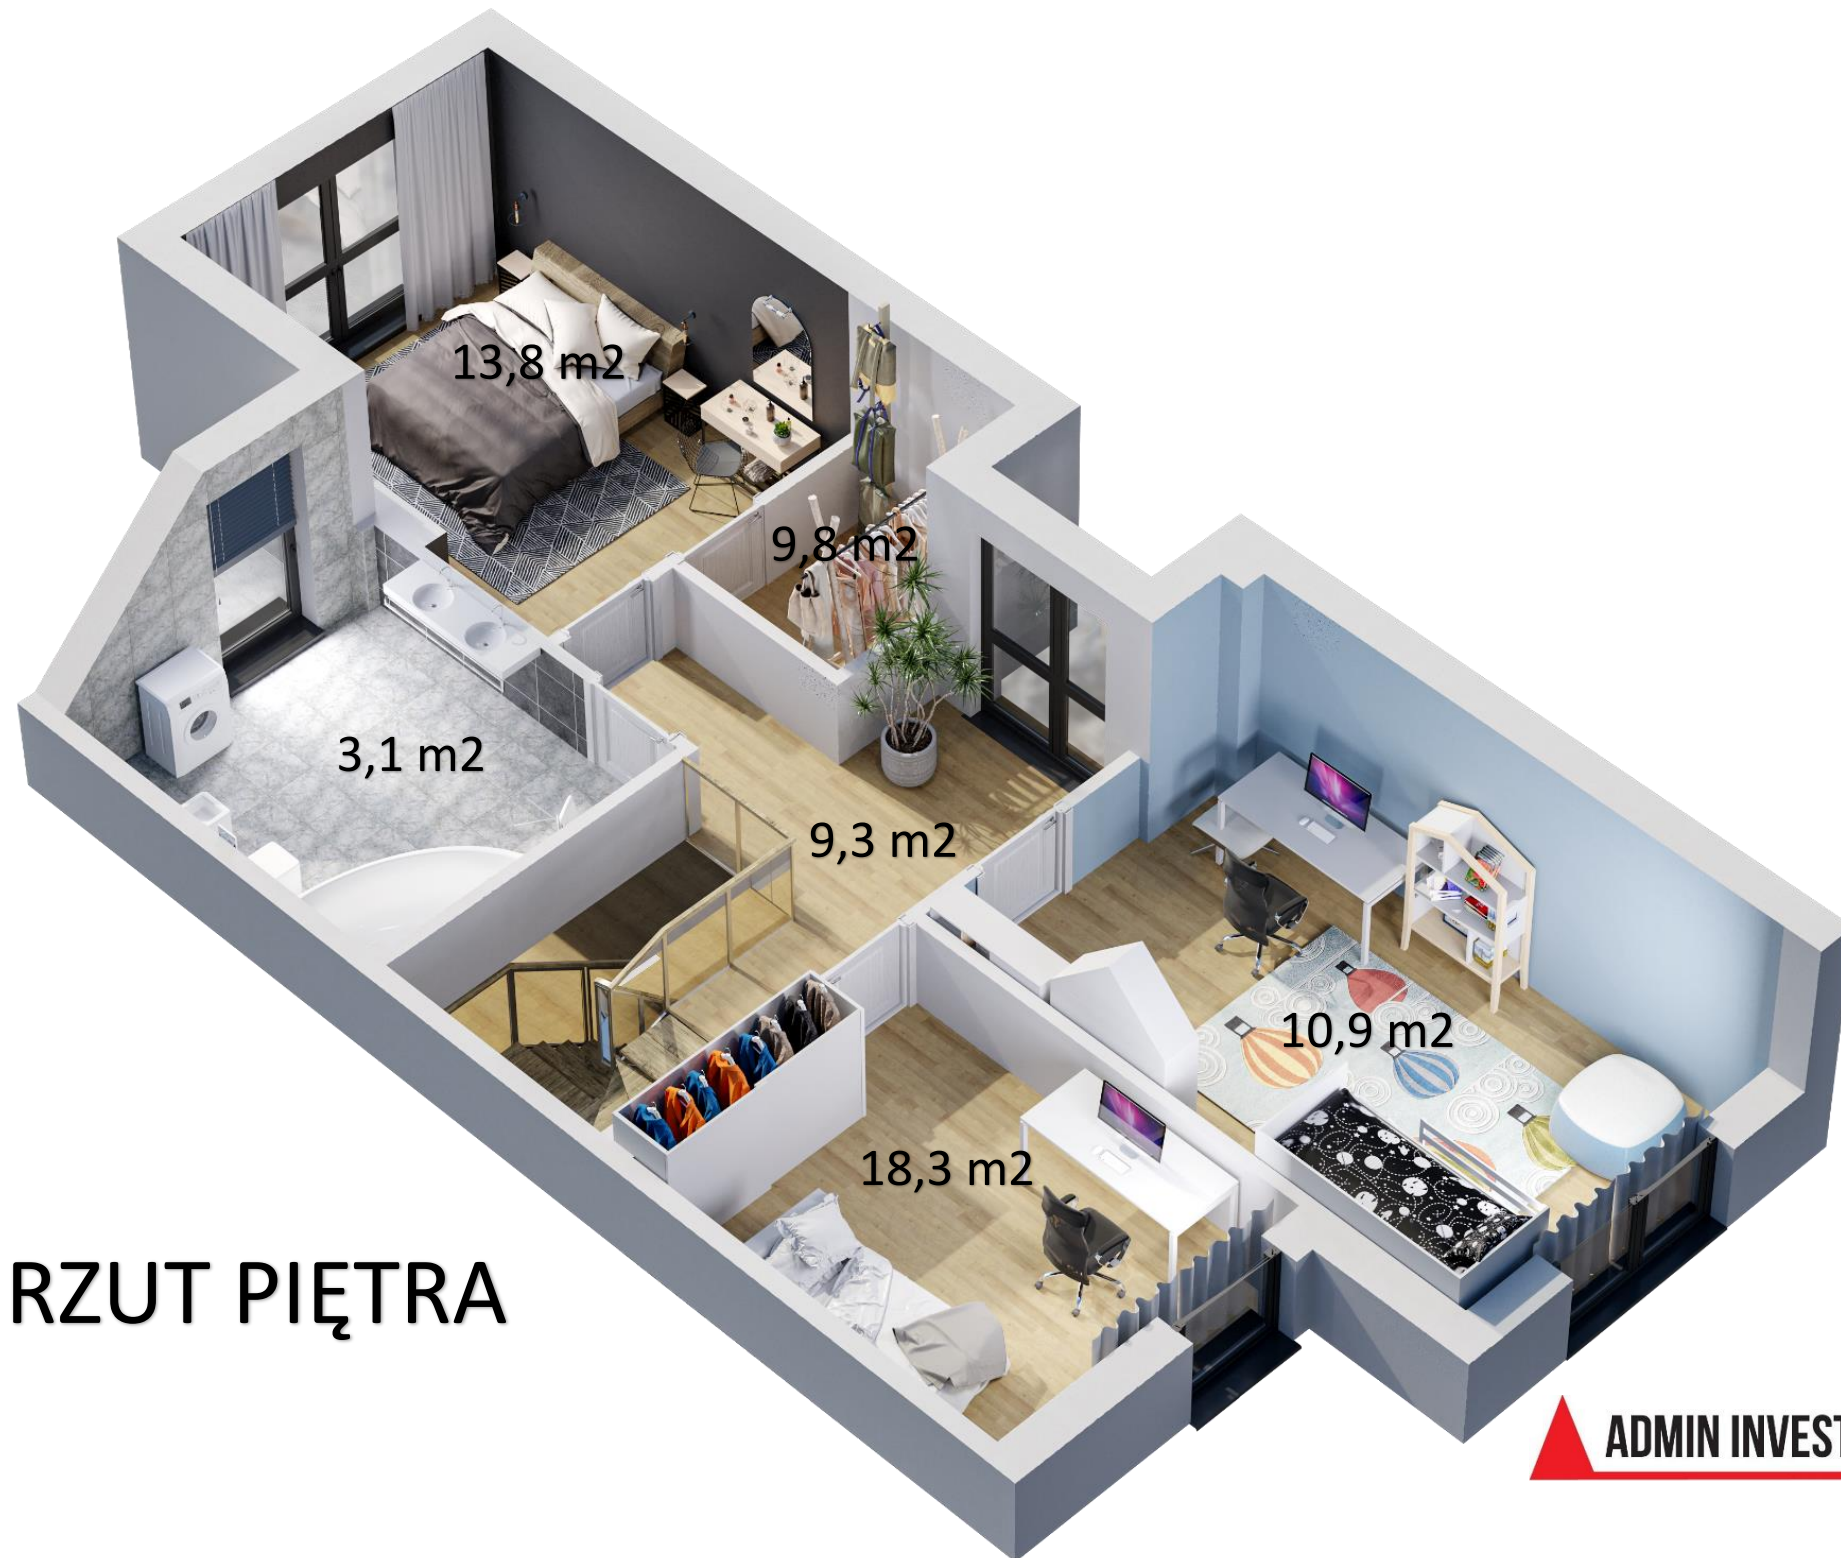 13,8 m2
9,8 m2
3,1 m2
9,3 m2
10,9 m2
18,3 m2
RZUT PIĘTRA
ADMIN INVEST